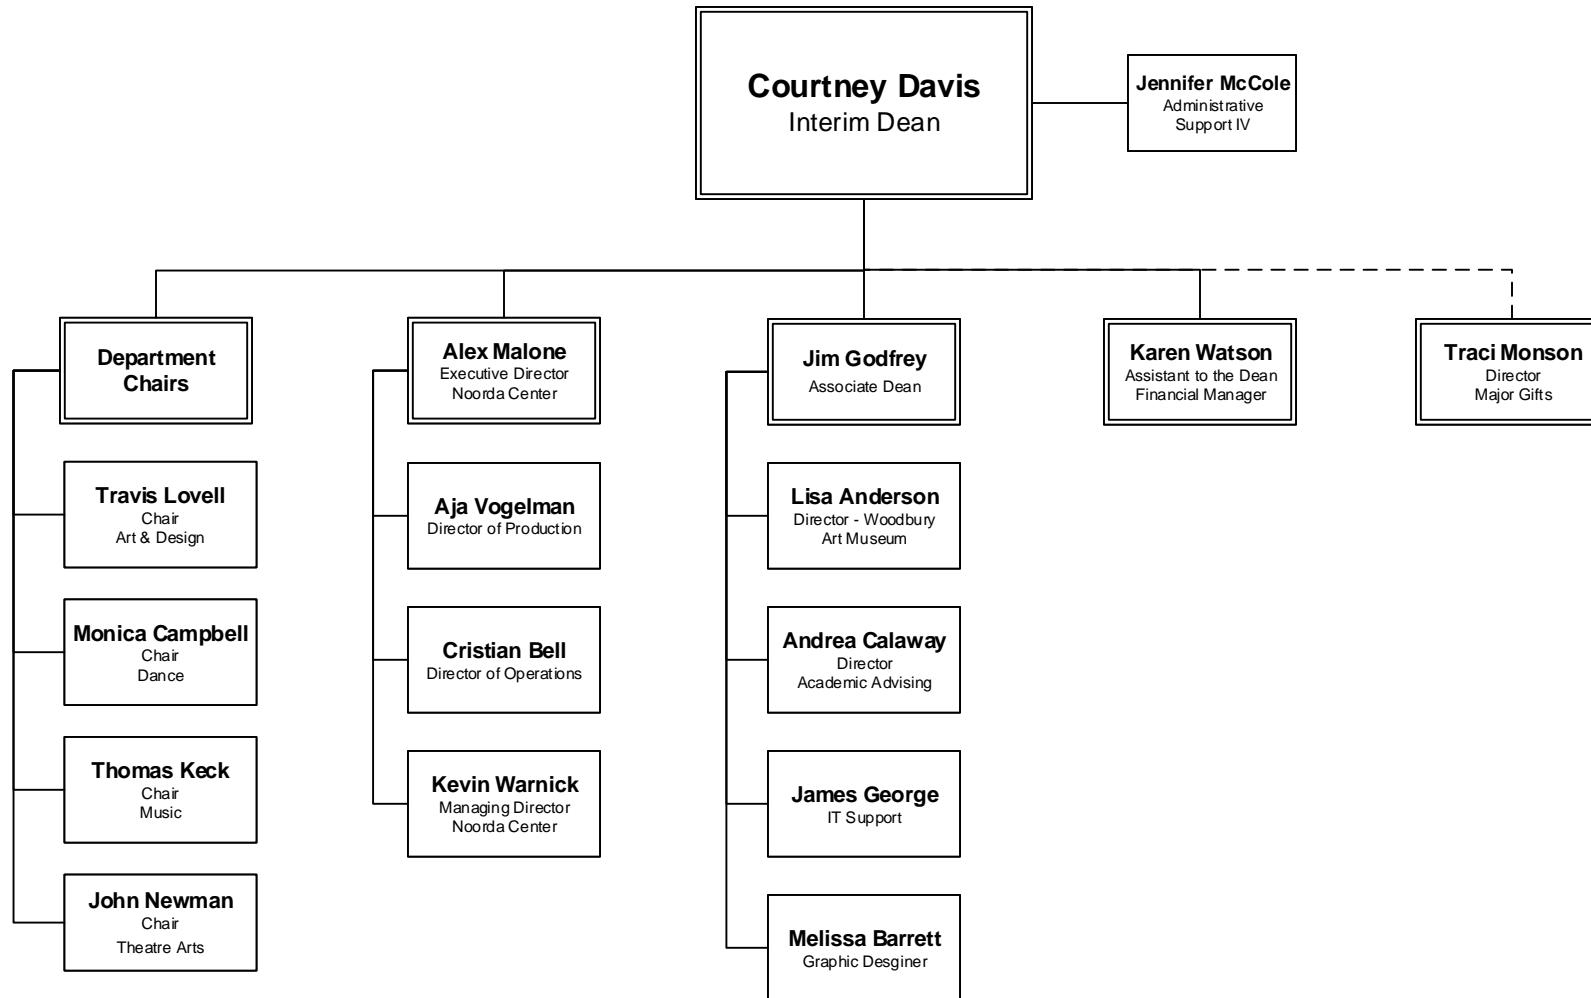 Courtney Davis
Interim Dean
Jennifer McCole
Administrative
Support IV
Department
Chairs
Travis Lovell
Chair
Art & Design
Monica Campbell
Chair
Dance
Thomas Keck
Chair
Music
John Newman
Chair
Theatre Arts
Alex Malone
Executive Director
Noorda Center
Aja Vogelman
Director of Production
Cristian Bell
Director of Operations
Kevin Warnick
Managing Director
Noorda Center
Jim Godfrey
Associate Dean
Lisa Anderson
Director - Woodbury
Art Museum
Andrea Calaway
Director
Academic Advising
James George
IT Support
Melissa Barrett
Graphic Desginer
Karen Watson
Assistant to the Dean
Financial Manager
Traci Monson
Director
Major Gifts